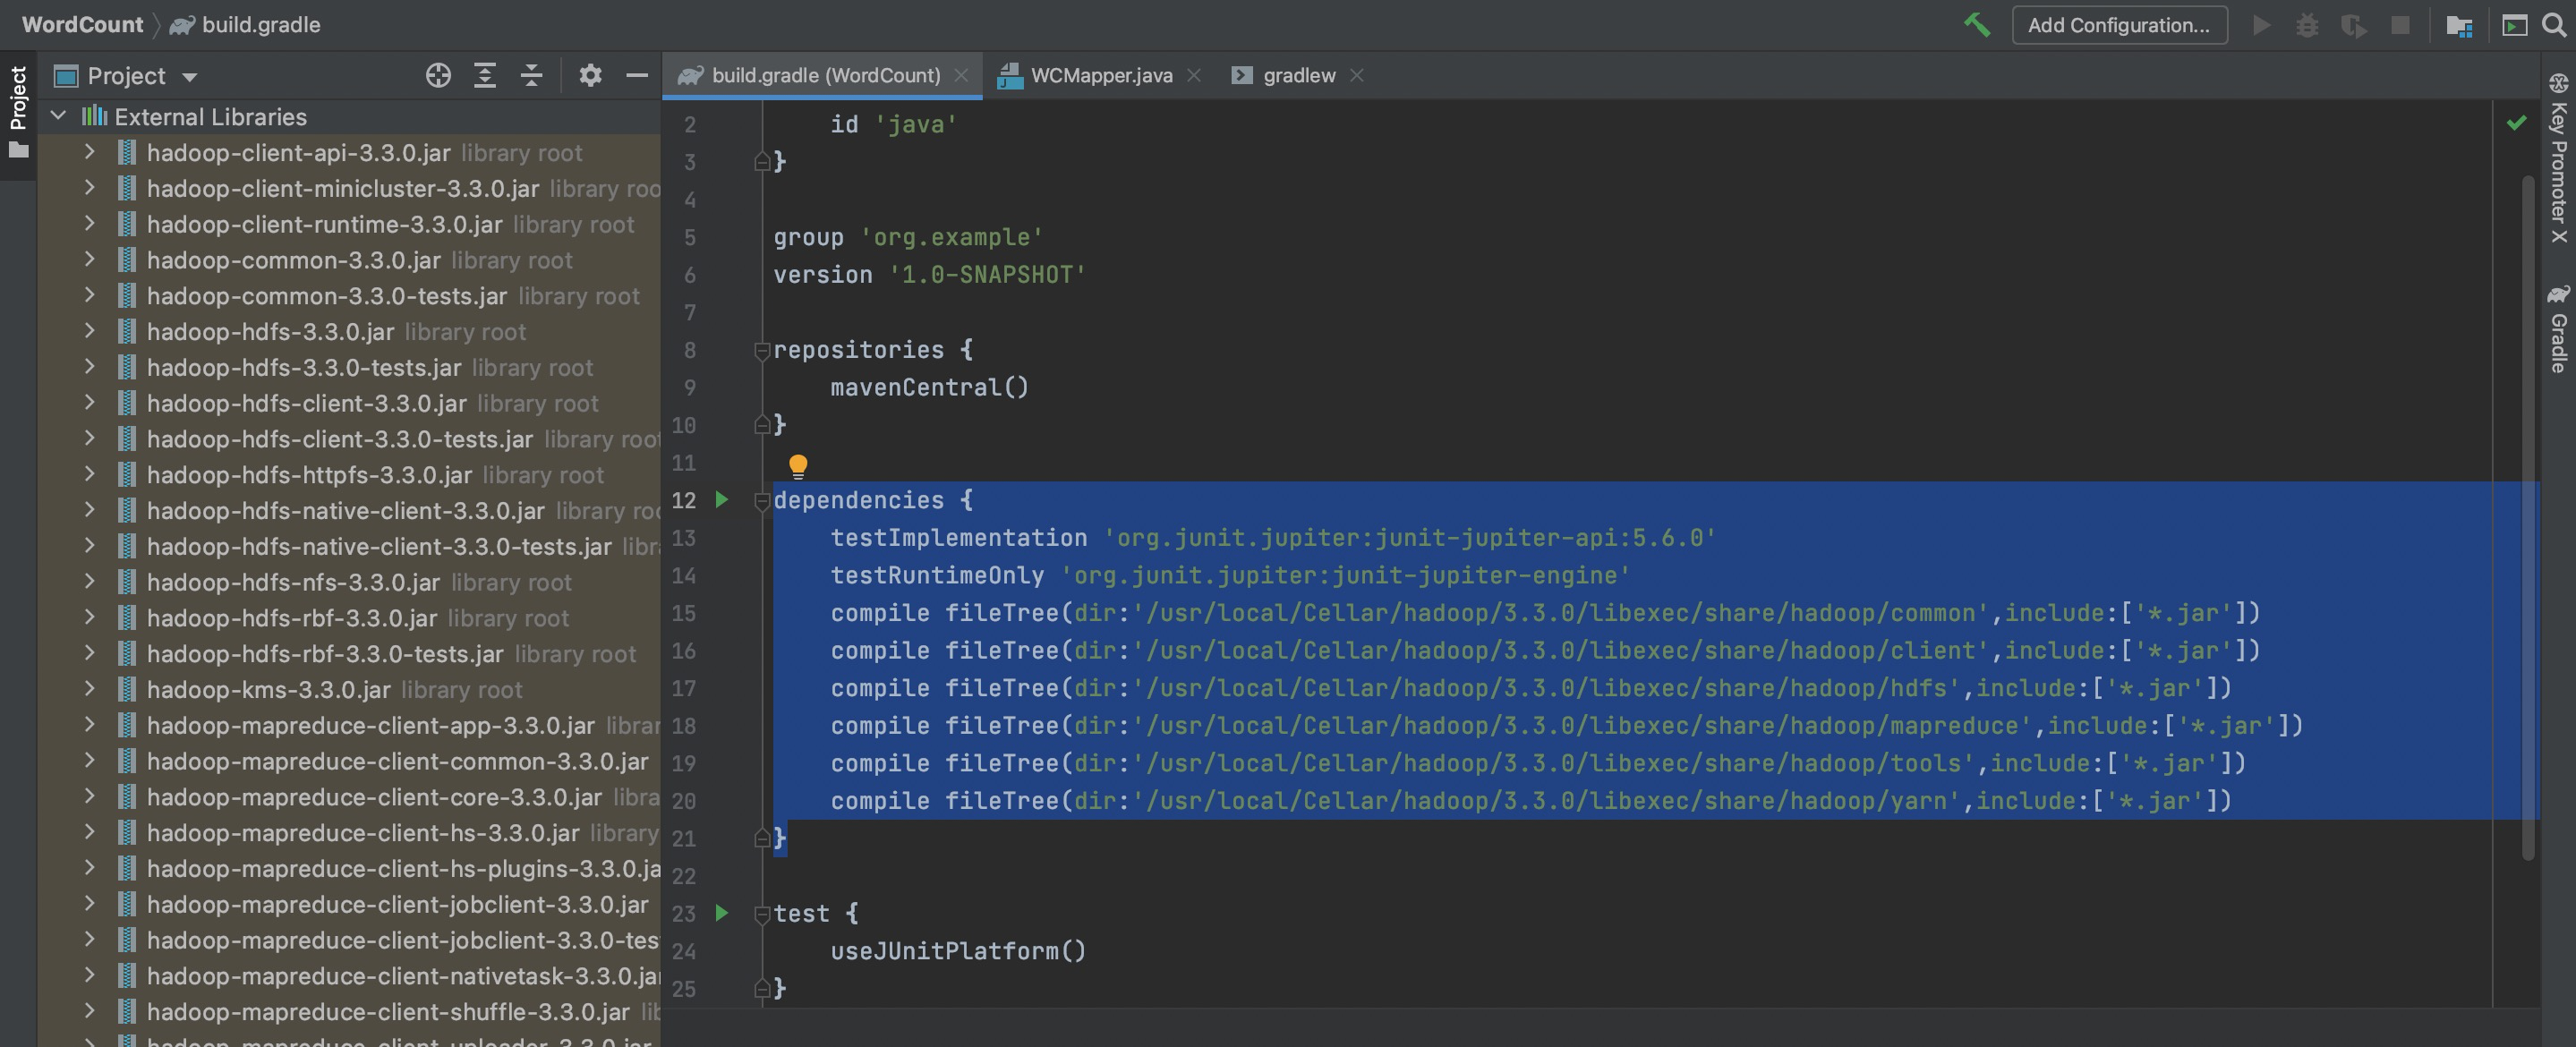 WordCount build.gradle
Add Configuration...
Project
Project
External Libraries
hadoop-client-api-3.3.0.jar library root
hadoop-client-minicluster-3.3.0.jar library roo
hadoop-client-runtime-3.3.0.jar library root
hadoop-common-3.3.0.jar library root
hadoop-common-3.3.0-tests.jar library root
hadoop-hdfs-3.3.0.jar library root
hadoop-hdfs-3.3.0-tests.jar library root
hadoop-hdfs-client-3.3.0.jar library root
hadoop-hdfs-client-3.3.0-tests.jar library root
hadoop-hdfs-httpfs-3.3.0.jar library root
hadoop-hdfs-native-client-3.3.0.jar library roo
hadoop-hdfs-native-client-3.3.0-tests.jar libr
hadoop-hdfs-nfs-3.3.0.jar library root
hadoop-hdfs-rbf-3.3.0.jar library root
hadoop-hdfs-rbf-3.3.0-tests.jar library root
hadoop-kms-3.3.0.jar library root
hadoop-mapreduce-client-app-3.3.0.jar librar
hadoop-mapreduce-client-common-3.3.0.jar
hadoop-mapreduce-client-core-3.3.0.jar libra
hadoop-mapreduce-client-hs-3.3.0.jar library
hadoop-mapreduce-client-hs-plugins-3.3.0.ja
hadoop-mapreduce-client-jobclient-3.3.0.jar
hadoop-mapreduce-client-jobclient-3.3.0-tes
hadoop-mapreduce-client-nativetask-3.3.0.jar
hadoop-mapreduce-client-shuffle-3.3.0.jar lib
hadoop-mapreduce-client-uploader-3.3.0.jar
build.gradle (WordCount) WCMapper.java gradlew
2 id 'java'
3 }
4
5 group 'org.example'
6 version '1.0-SNAPSHOT'
7
8 repositories {
9 mavenCentral()
10 }
11
12 dependencies {
13 testImplementation 'org.junit.jupiter:junit-jupiter-api:5.6.0'
14 testRuntimeOnly 'org.junit.jupiter:junit-jupiter-engine'
15 compile fileTree(dir:'/usr/local/Cellar/hadoop/3.3.0/libexec/share/hadoop/common',include:['*.jar'])
16 compile fileTree(dir:'/usr/local/Cellar/hadoop/3.3.0/libexec/share/hadoop/client',include:['*.jar'])
17 compile fileTree(dir:'/usr/local/Cellar/hadoop/3.3.0/libexec/share/hadoop/hdfs',include:['*.jar'])
18 compile fileTree(dir:'/usr/local/Cellar/hadoop/3.3.0/libexec/share/hadoop/mapreduce',include:['*.jar'])
19 compile fileTree(dir:'/usr/local/Cellar/hadoop/3.3.0/libexec/share/hadoop/tools',include:['*.jar'])
20 compile fileTree(dir:'/usr/local/Cellar/hadoop/3.3.0/libexec/share/hadoop/yarn',include:['*.jar'])
21 }
22
23 test {
24 useJUnitPlatform()
25 }
Key Promoter X
Gradle